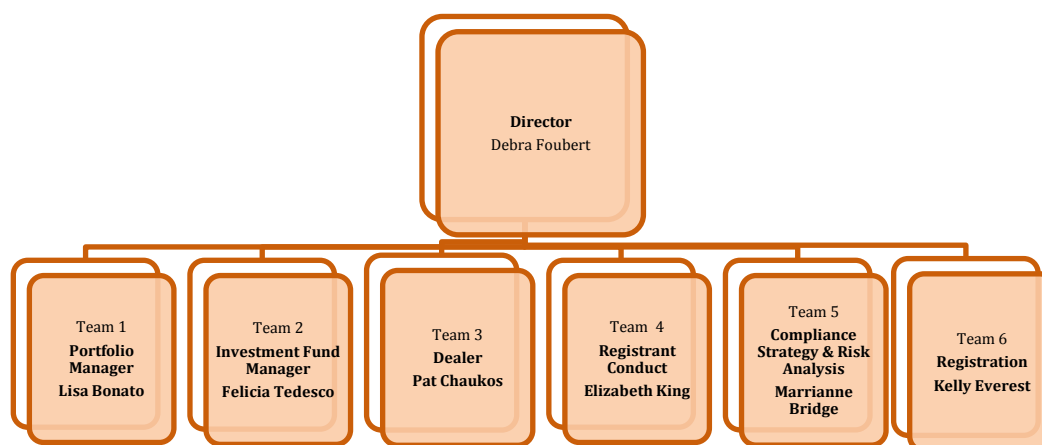 Director
Debra Foubert
Team 1
Portfolio
Manager
Lisa Bonato
Team 2
Investment Fund
Manager
Felicia Tedesco
Team 3
Dealer
Pat Chaukos
Team 4
Registrant
Conduct
Elizabeth King
Team 5
Compliance
Strategy & Risk
Analysis
Marrianne
Bridge
Team 6
Registration
Kelly Everest